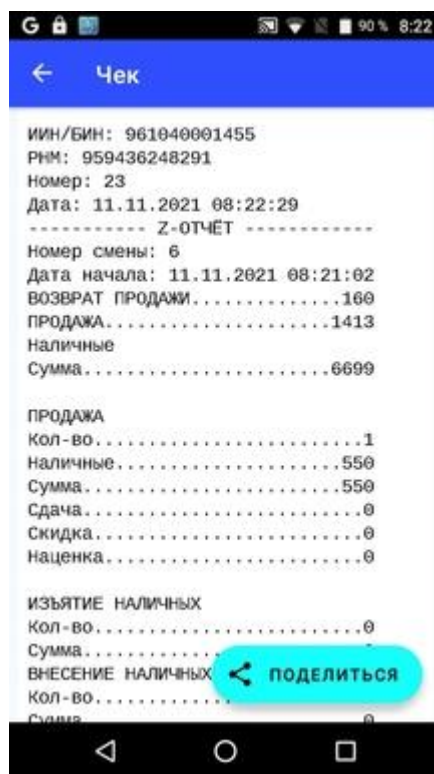 G 90 % 8:22
Чек
ИИН/БИН: 961040001455
РНМ: 959436248291
Номер: 23
Дата: 11.11.2021 08:22:29
----------- Z-ОТЧЁТ ------------
Номер смены: 6
Дата начала: 11.11.2021 08:21:02
ВОЗВРАТ ПРОДАЖИ..............160
ПРОДАЖА.....................1413
Наличные
Сумма.......................6699

ПРОДАЖА
Кол-во.........................1
Наличные.....................550
Сумма........................550
Сдача..........................0
Скидка.........................0
Наценка........................0

ИЗЪЯТИЕ НАЛИЧНЫХ
Кол-во.........................0
Сумма............
ВНЕСЕНИЕ НАЛИЧНЫХ
ПОДЕЛИТЬСЯ
Кол-во............
Сумма 0